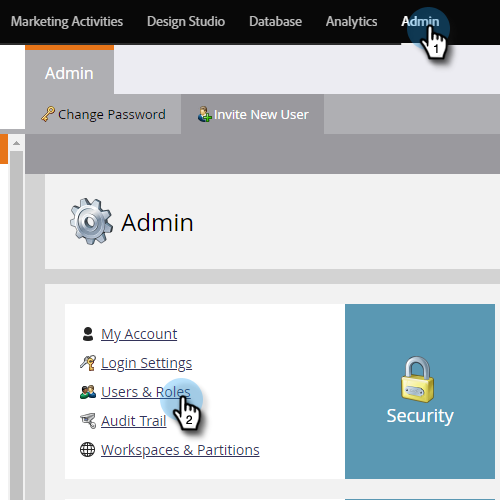 Marketing Activities Design Studio Database Analytics Admin
1
Admin
Change Password Invite New User
Admin
My Account
Login Settings
Users & Roles
2
Audit Trail
Workspaces & Partitions
Security